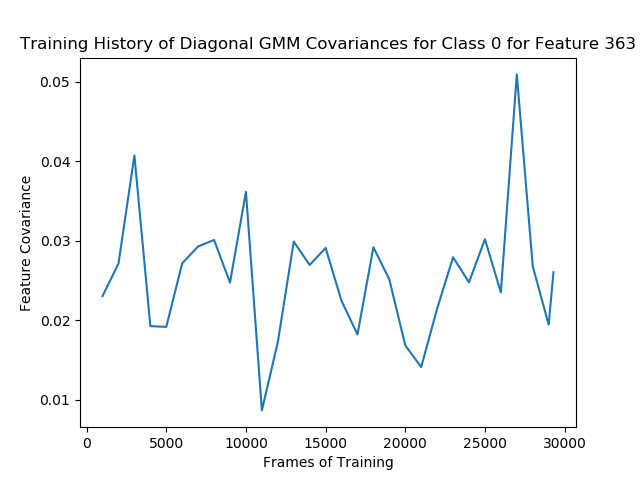 Training History of Diagonal GMM Covariances for Class 0 for Feature 363
0.05
0.04
0.03
0.02
0.01
Feature Covariance
0 5000 10000 15000 20000 25000 30000
Frames of Training